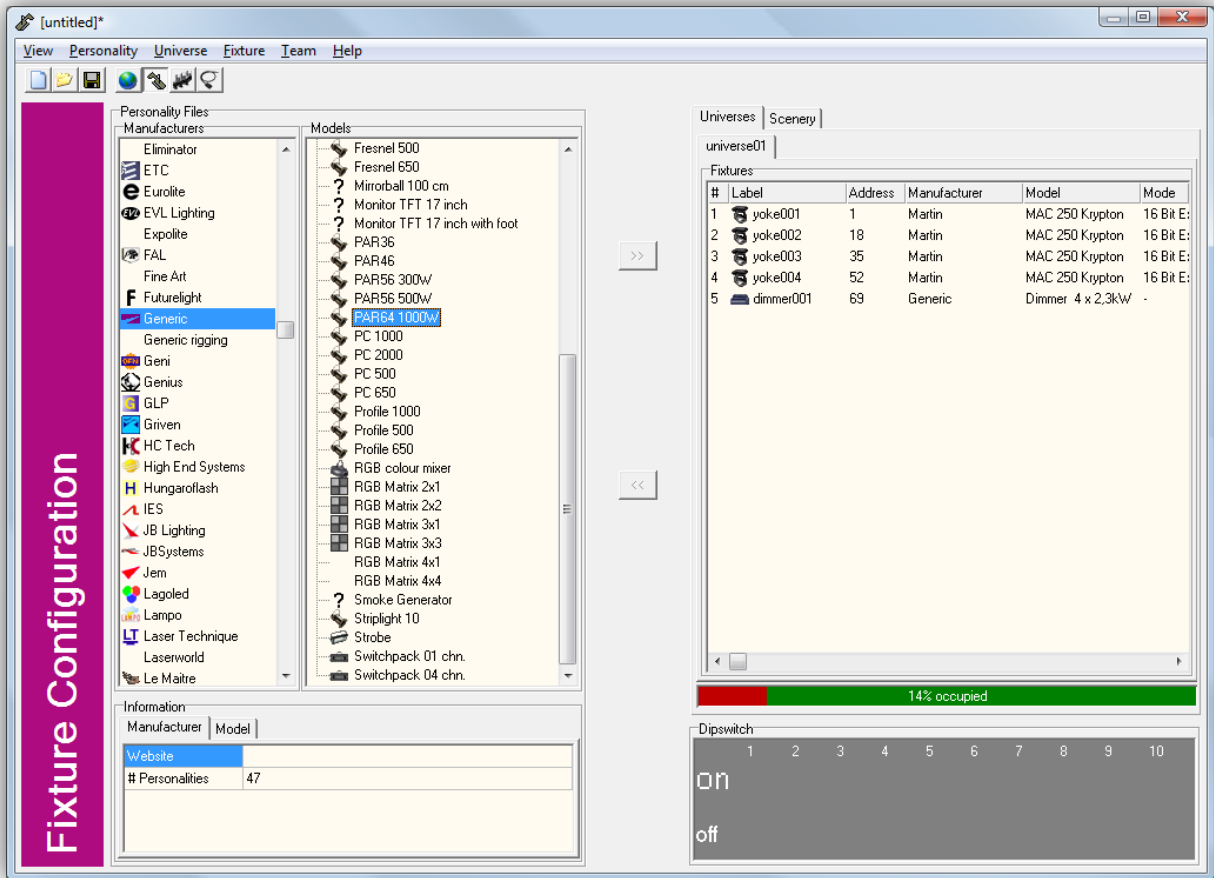 [untitled]*
View Personality Universe Fixture Team Help
Fixture Configuration
Personality Files
Manufacturers
Eliminator
ETC
Eurolite
EVL Lighting
Expolite
FAL
Fine Art
Futurelight
Generic
Generic rigging
Geni
Genius
GLP
Griven
HC Tech
High End Systems
Hungaroflash
IES
JB Lighting
JBSystems
Jem
Lagoled
Lampo
Laser Technique
Laserworld
Le Maitre
Models
Fresnel 500
Fresnel 650
Mirrorball 100 cm
Monitor TFT 17 inch
Monitor TFT 17 inch with foot
PAR36
PAR46
PAR56 300W
PAR56 500W
PAR64 1000W
PC 1000
PC 2000
PC 500
PC 650
Profile 1000
Profile 500
Profile 650
RGB colour mixer
RGB Matrix 2x1
RGB Matrix 2x2
RGB Matrix 3x1
RGB Matrix 3x3
RGB Matrix 4x1
RGB Matrix 4x4
Smoke Generator
Striplight 10
Strobe
Switchpack 01 chn.
Switchpack 04 chn.
Information
Manufacturer Model
Website
# Personalities 47
>>
<<
Universes Scenery
universe01
Fixtures
# Label Address Manufacturer Model Mode
1 yoke001 1 Martin MAC 250 Krypton 16 Bit E:
2 yoke002 18 Martin MAC 250 Krypton 16 Bit E:
3 yoke003 35 Martin MAC 250 Krypton 16 Bit E:
4 yoke004 52 Martin MAC 250 Krypton 16 Bit E:
5 dimmer001 69 Generic Dimmer 4 x 2,3kW -
14% occupied
Dipswitch
1 2 3 4 5 6 7 8 9 10
on
off